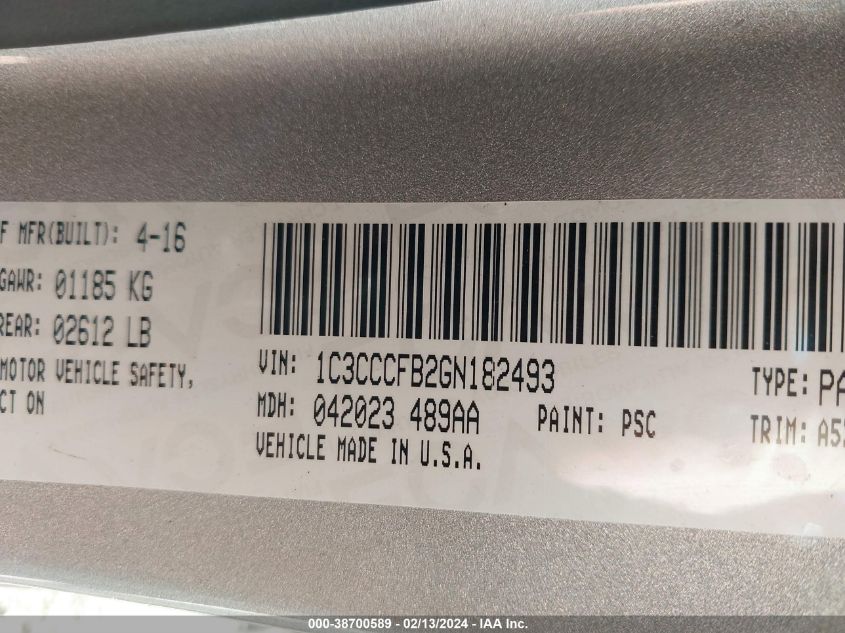 F MFR(BUILT): 4-16
GAWR: 01185 KG
REAR: 02612 LB
MOTOR VEHICLE SAFETY,
CT ON
VIN: 1C3CCCFB2GN182493
MDH: 042023 489AA
PAINT: PSC
VEHICLE MADE IN U.S.A.
TYPE: PA
TRIM: A5
000-38700589 - 02/13/2024 - IAA Inc.